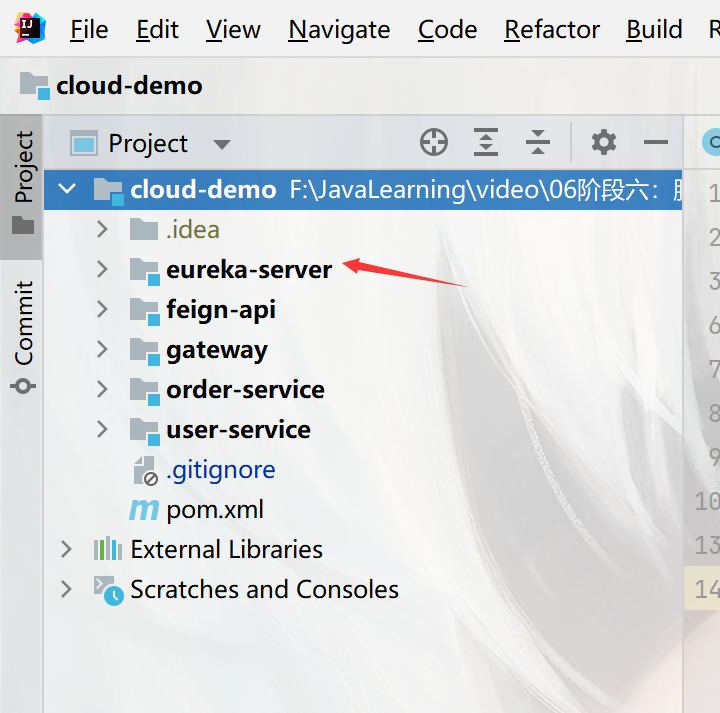 File Edit View Navigate Code Refactor Build
cloud-demo
Project
Project
Commit
cloud-demo F:\JavaLearning\video\06阶段六：
.idea
eureka-server
feign-api
gateway
order-service
user-service
.gitignore
pom.xml
External Libraries
Scratches and Consoles
1
2
3
6
7
8
9
10
13
14